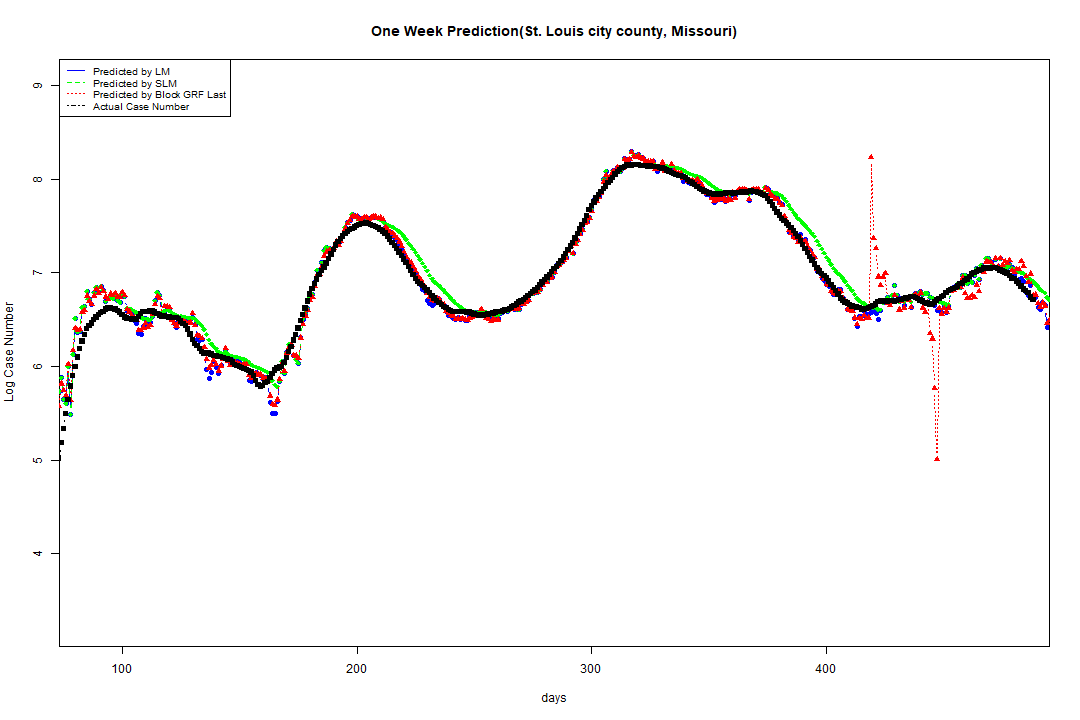 One Week Prediction(St. Louis city county, Missouri)
Predicted by LM
Predicted by SLM
Predicted by Block GRF Last
Actual Case Number
9
8
7
6
5
4
Log Case Number
100
200
300
400
days